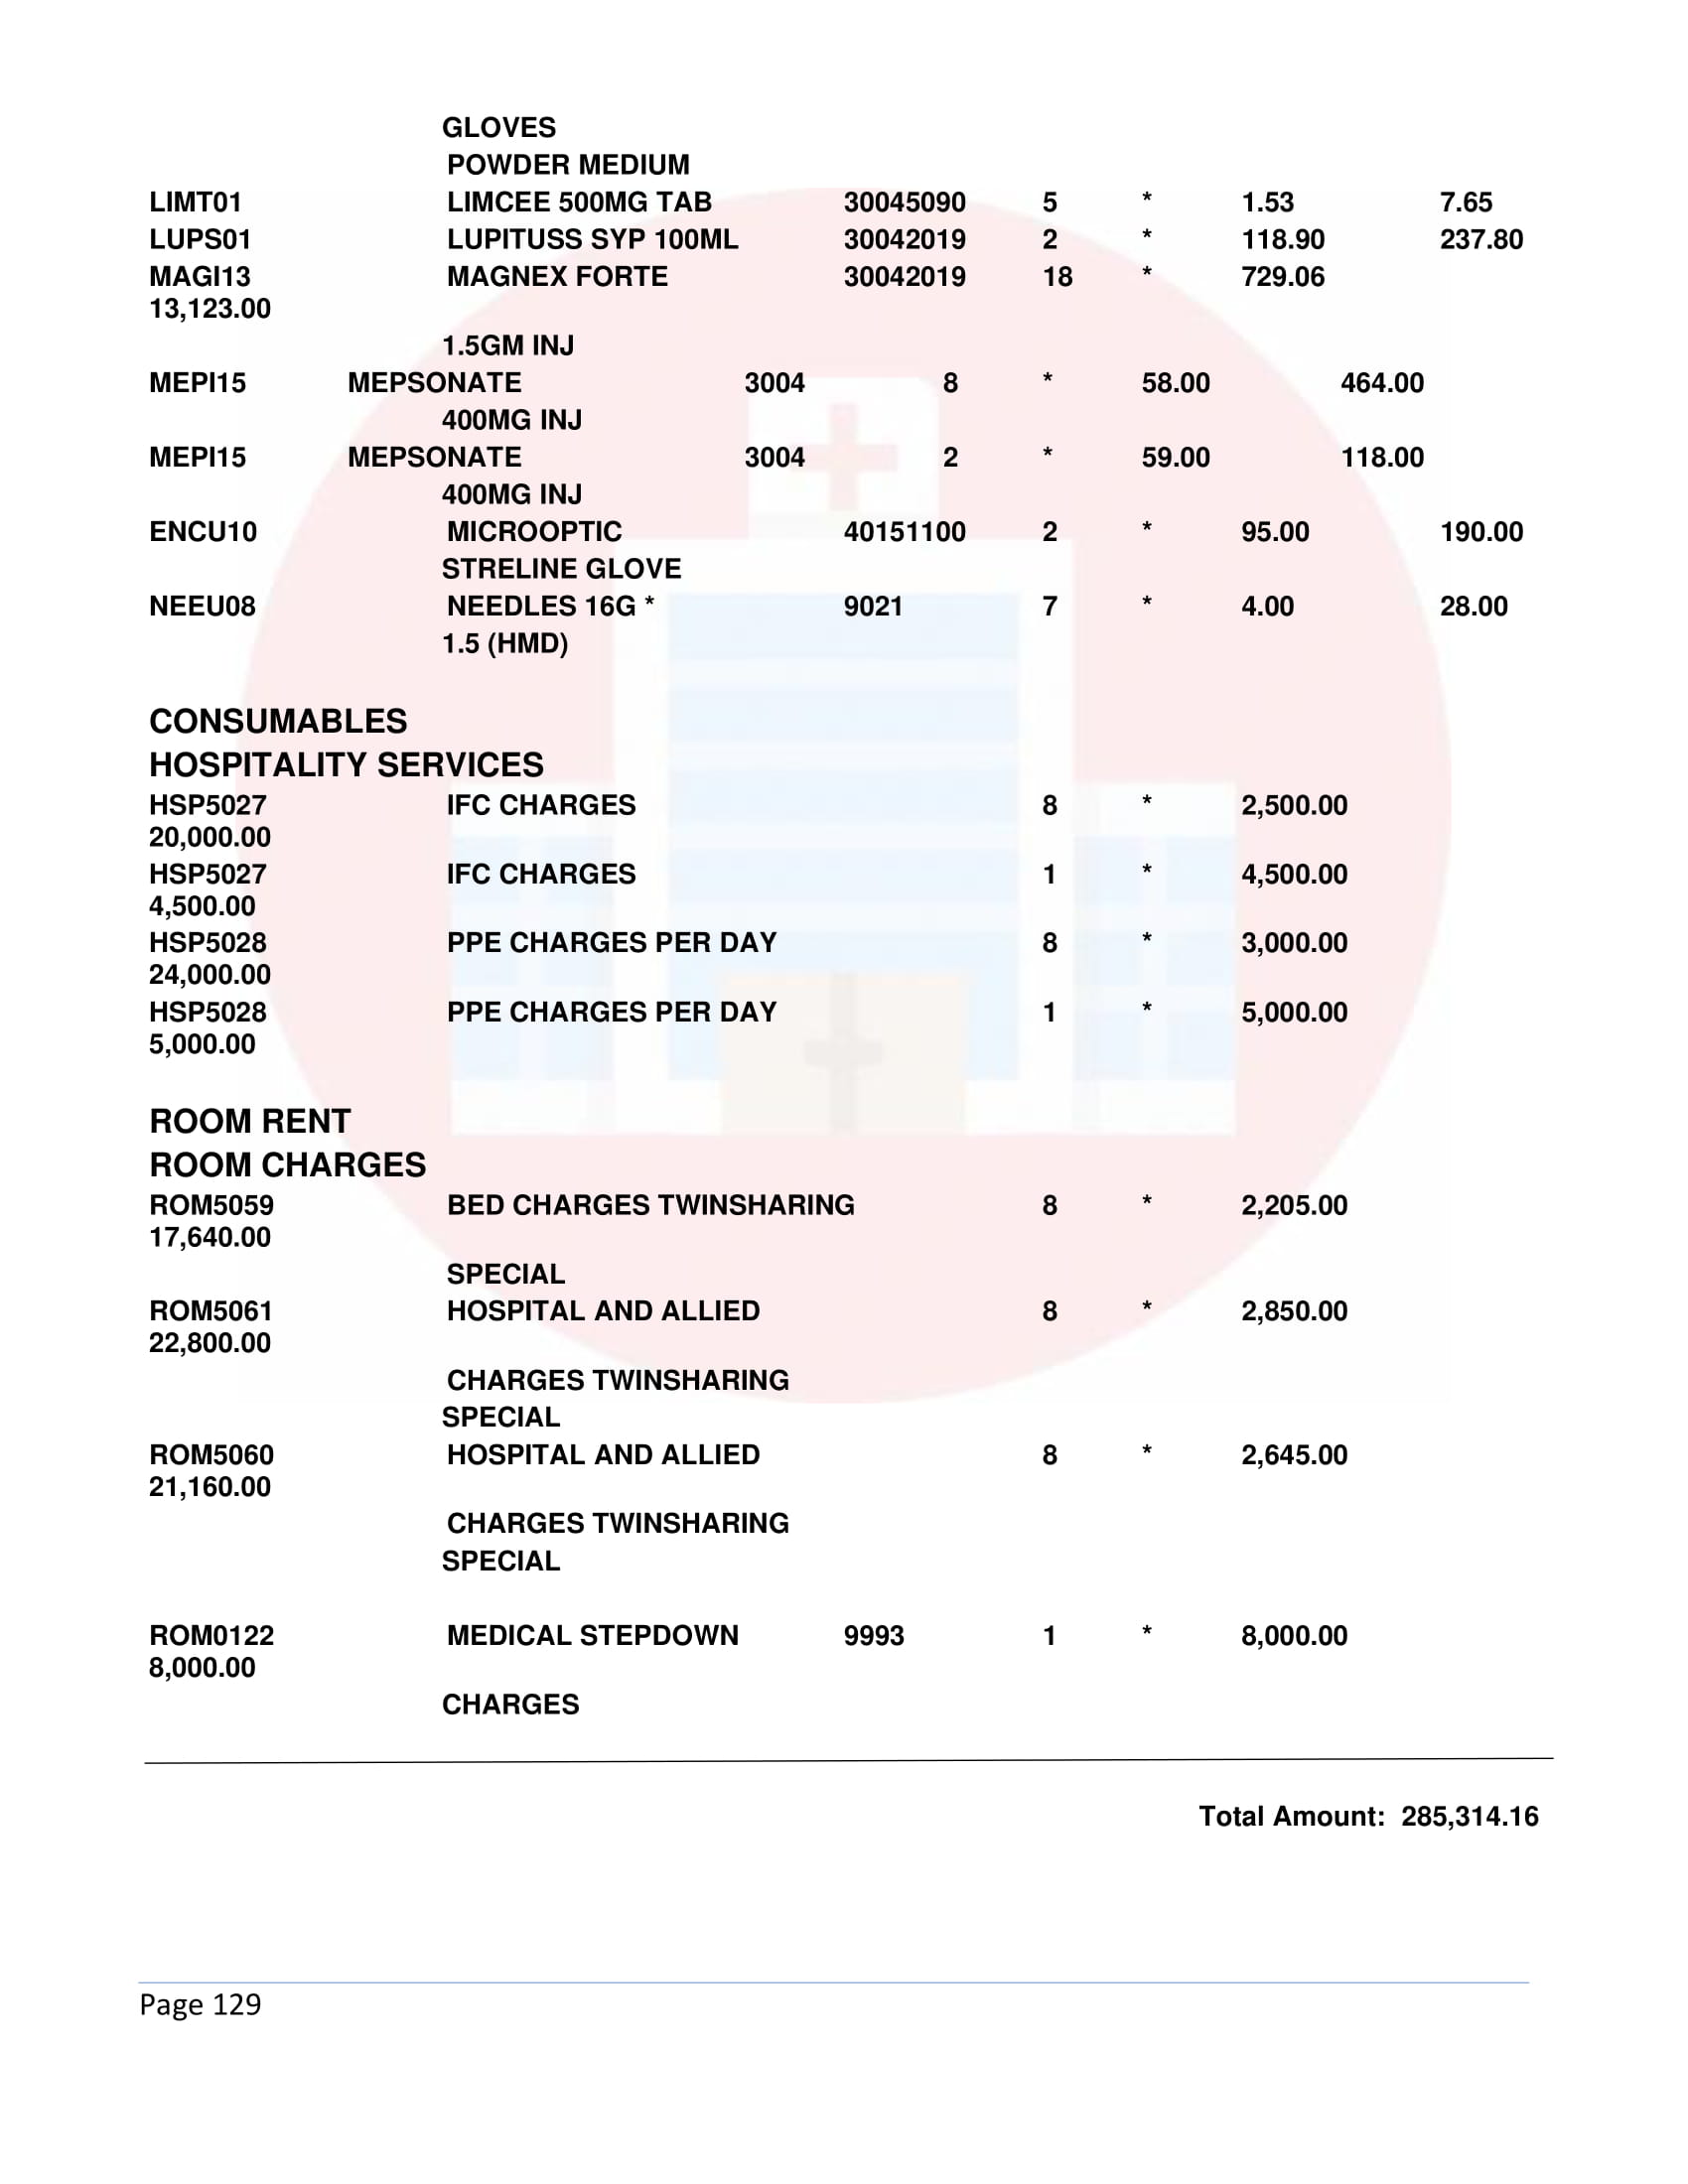 GLOVES
POWDER MEDIUM
LIMT01 LIMCEE 500MG TAB 30045090 5 * 1.53 7.65
LUPS01 LUPITUSS SYP 100ML 30042019 2 * 118.90 237.80
MAGI13 MAGNEX FORTE 30042019 18 * 729.06
13,123.00
1.5GM INJ
MEPI15 MEPSONATE 3004 8 * 58.00 464.00
400MG INJ
MEPI15 MEPSONATE 3004 2 * 59.00 118.00
400MG INJ
ENCU10 MICROOPTIC 40151100 2 * 95.00 190.00
STRELINE GLOVE
NEEU08 NEEDLES 16G * 9021 7 * 4.00 28.00
1.5 (HMD)
CONSUMABLES
HOSPITALITY SERVICES
HSP5027 IFC CHARGES 8 * 2,500.00
20,000.00
HSP5027 IFC CHARGES 1 * 4,500.00
4,500.00
HSP5028 PPE CHARGES PER DAY 8 * 3,000.00
24,000.00
HSP5028 PPE CHARGES PER DAY 1 * 5,000.00
5,000.00
ROOM RENT
ROOM CHARGES
ROM5059 BED CHARGES TWINSHARING 8 * 2,205.00
17,640.00
SPECIAL
ROM5061 HOSPITAL AND ALLIED 8 * 2,850.00
22,800.00
CHARGES TWINSHARING
SPECIAL
ROM5060 HOSPITAL AND ALLIED 8 * 2,645.00
21,160.00
CHARGES TWINSHARING
SPECIAL
ROM0122 MEDICAL STEPDOWN 9993 1 * 8,000.00
8,000.00
CHARGES
Total Amount: 285,314.16
Page 129